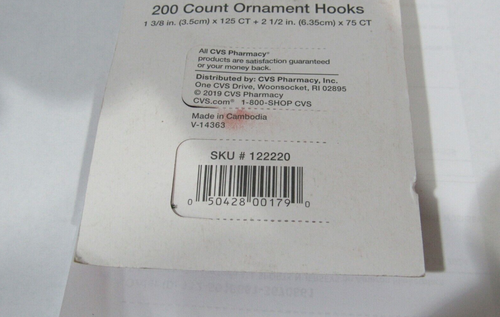 200 Count Ornament Hooks
1 3/8 in. (3.5cm) x 125 CT + 2 1/2 in. (6.35cm) x 75 CT
All CVS Pharmacy®
products are satisfaction guaranteed
or your money back.
Distributed by: CVS Pharmacy, Inc.
One CVS Drive, Woonsocket, RI 02895
© 2019 CVS Pharmacy
CVS.com® 1-800-SHOP CVS
Made in Cambodia
V-14363
SKU # 122220
0 50428 00179 0